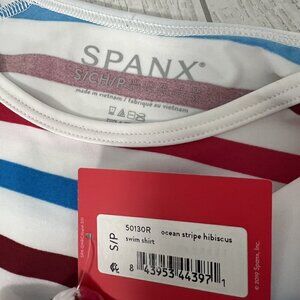 SPANX®
S/CH/P
made in vietnam / fabriqué au vietnam
S/P
50130R ocean stripe hibiscus
swim shirt
8 43953 44397 1
© 2019 Spanx, Inc.